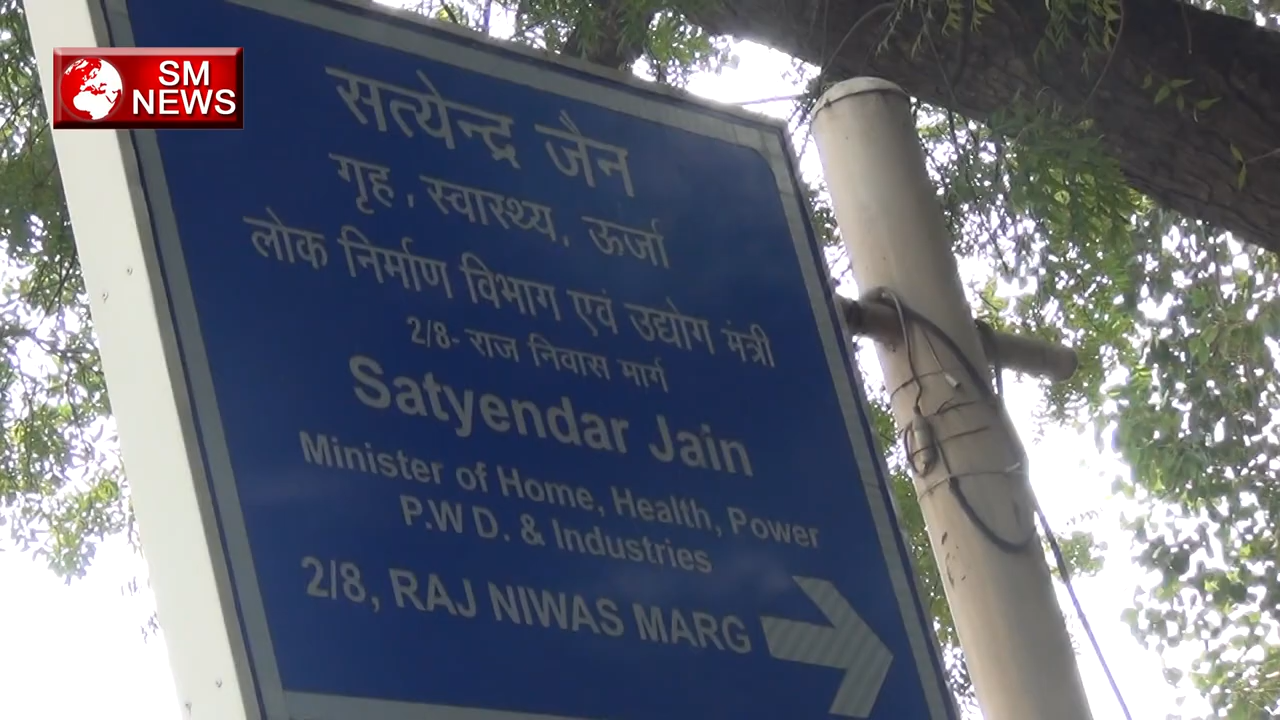 SM
NEWS
सत्येन्द्र जैन
गृह, स्वास्थ्य, ऊर्जा
लोक निर्माण विभाग एवं उद्योग मंत्री
2/8- राज निवास मार्ग
Satyendar Jain
Minister of Home, Health, Power
P.W D. & Industries
2/8, RAJ NIWAS MARG